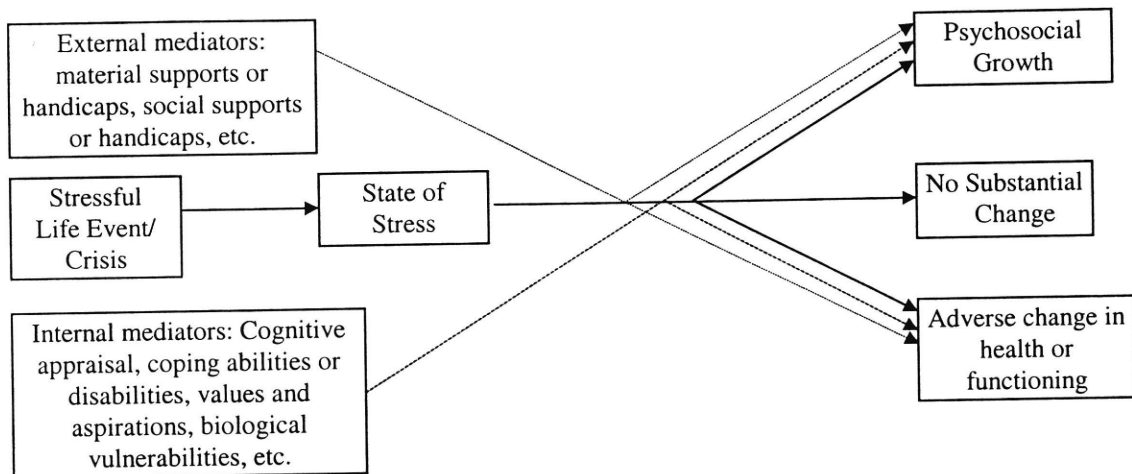 External mediators:
material supports or
handicaps, social supports
or handicaps, etc.
Stressful
Life Event/
Crisis
State of
Stress
Internal mediators: Cognitive
appraisal, coping abilities or
disabilities, values and
aspirations, biological
vulnerabilities, etc.
Psychosocial
Growth
No Substantial
Change
Adverse change in
health or
functioning